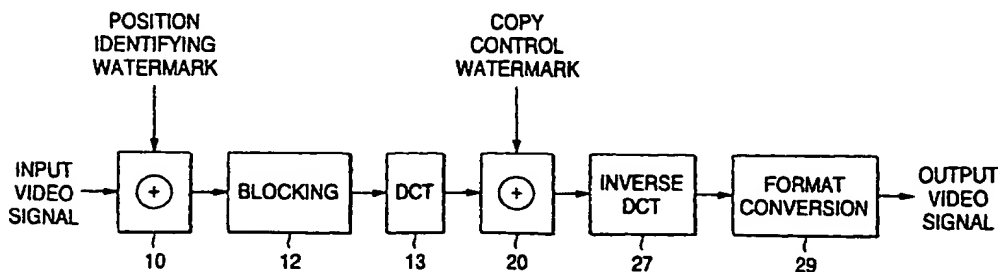 POSITION
IDENTIFYING
WATERMARK
COPY
CONTROL
WATERMARK
INPUT
VIDEO
SIGNAL
+
BLOCKING
DCT
+
INVERSE
DCT
FORMAT
CONVERSION
OUTPUT
VIDEO
SIGNAL
10
12
13
20
27
29